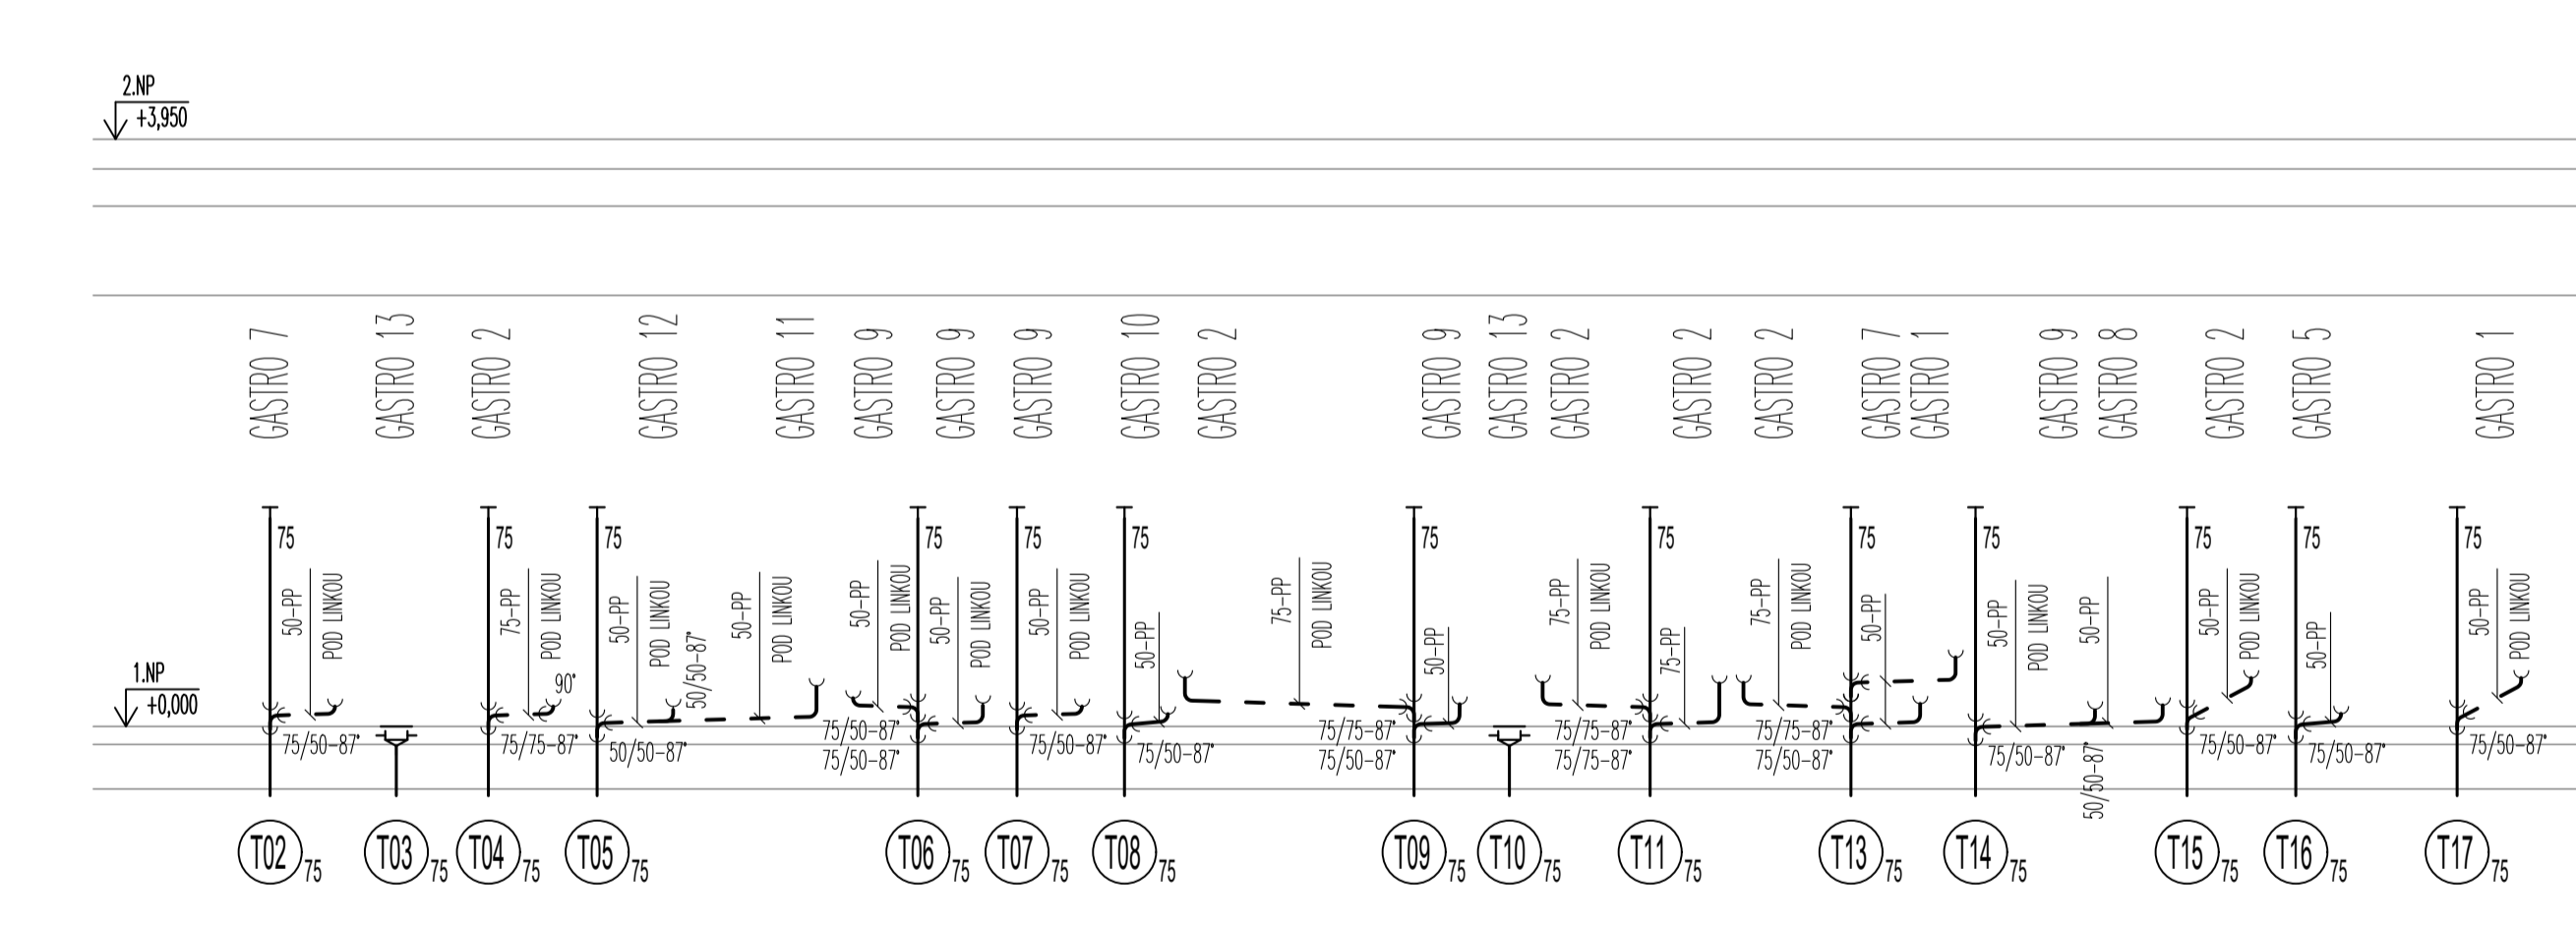 2.NP
+3,950
GASTRO 7
GASTRO 13
GASTRO 2
GASTRO 12
GASTRO 11
GASTRO 9
GASTRO 9
GASTRO 9
GASTRO 10
GASTRO 2
GASTRO 9
GASTRO 13
GASTRO 2
GASTRO 2
GASTRO 2
GASTRO 7
GASTRO 1
GASTRO 9
GASTRO 8
GASTRO 2
GASTRO 5
GASTRO 1
75
75
75
75
75
75
75
75
75
75
75
75
75
50-PP
POD LINKOU
75-PP
POD LINKOU
90°
50-PP
POD LINKOU
50/50-87°
50-PP
POD LINKOU
50-PP
POD LINKOU
50-PP
POD LINKOU
50-PP
POD LINKOU
50-PP
75-PP
POD LINKOU
50-PP
75-PP
POD LINKOU
75-PP
75-PP
POD LINKOU
50-PP
50-PP
POD LINKOU
50-PP
50-PP
POD LINKOU
50-PP
50-PP
POD LINKOU
1.NP
+0,000
75/50-87°
75/75-87°
50/50-87°
75/50-87°
75/50-87°
75/50-87°
75/50-87°
75/75-87°
75/50-87°
75/75-87°
75/75-87°
75/75-87°
75/50-87°
75/50-87°
50/50-87°
75/50-87°
75/50-87°
75/50-87°
T02 75
T03 75
T04 75
T05 75
T06 75
T07 75
T08 75
T09 75
T10 75
T11 75
T13 75
T14 75
T15 75
T16 75
T17 75